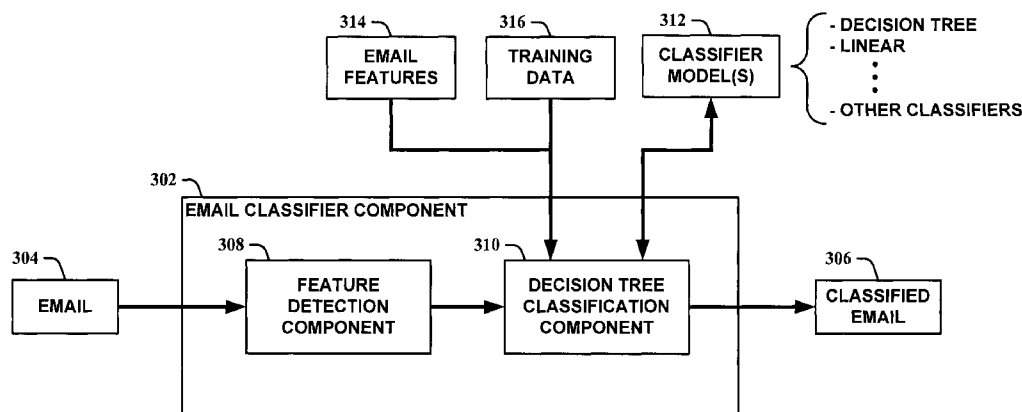 314
EMAIL
FEATURES
316
TRAINING
DATA
312
CLASSIFIER
MODEL(S)
- DECISION TREE
- LINEAR
- OTHER CLASSIFIERS
302
EMAIL CLASSIFIER COMPONENT
304
EMAIL
308
FEATURE
DETECTION
COMPONENT
310
DECISION TREE
CLASSIFICATION
COMPONENT
306
CLASSIFIED
EMAIL